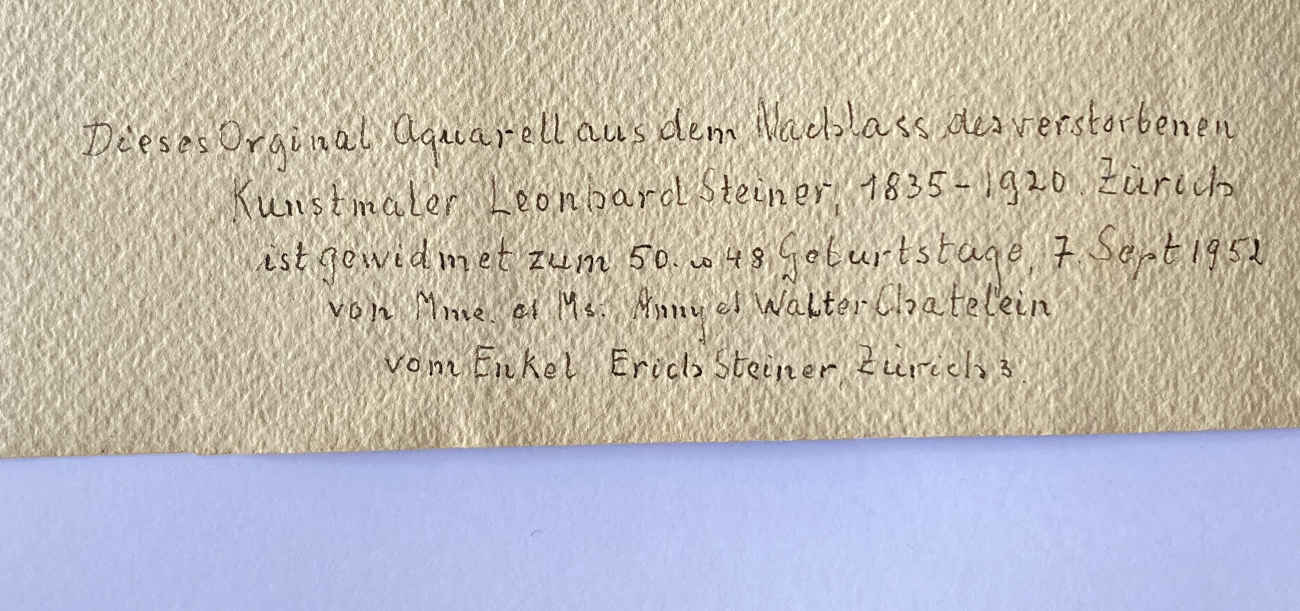 Dieses Orginal Aquarell aus dem Nachlass des verstorbenen
Kunstmaler Leonhard Steiner, 1835-1920. Zürich
ist gewidmet zum 50. u 48 Geburtstage, 7. Sept 1952
von Mme. et Ms. Anny et Walter Chatelein
vom Enkel Erich Steiner, Zürich 3.